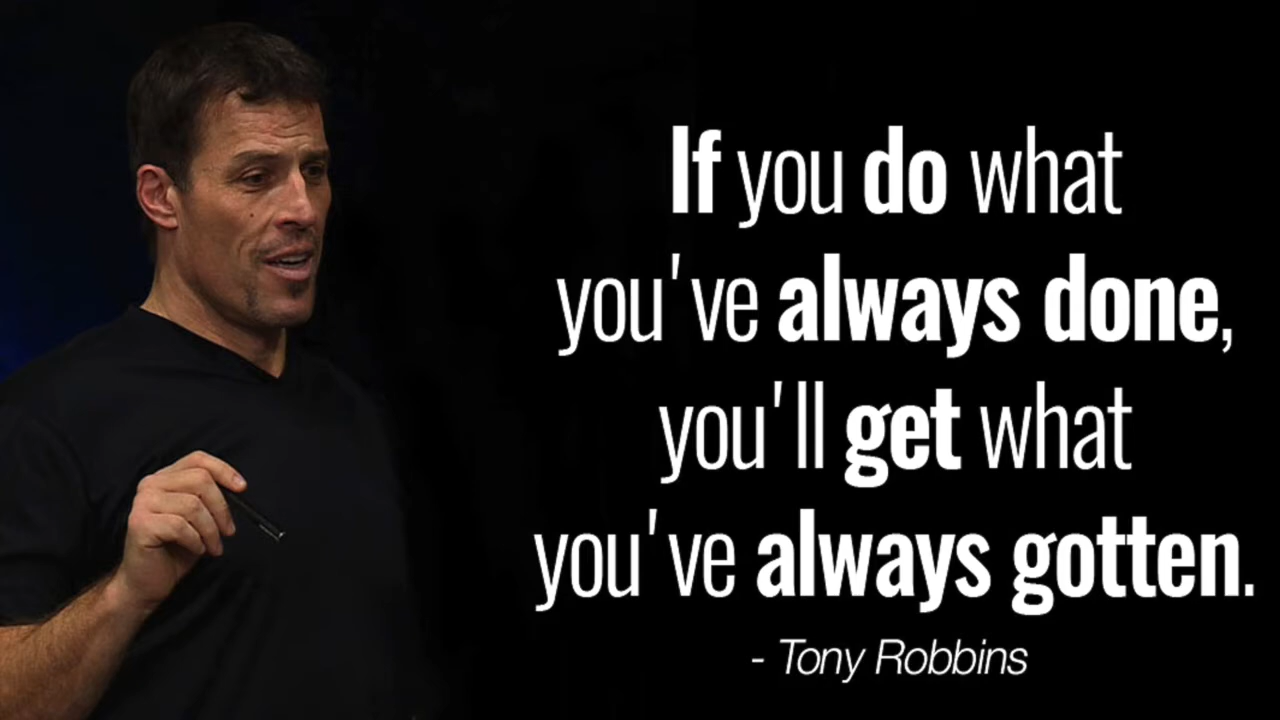 If you do what
you've always done,
you'll get what
you've always gotten.
- Tony Robbins